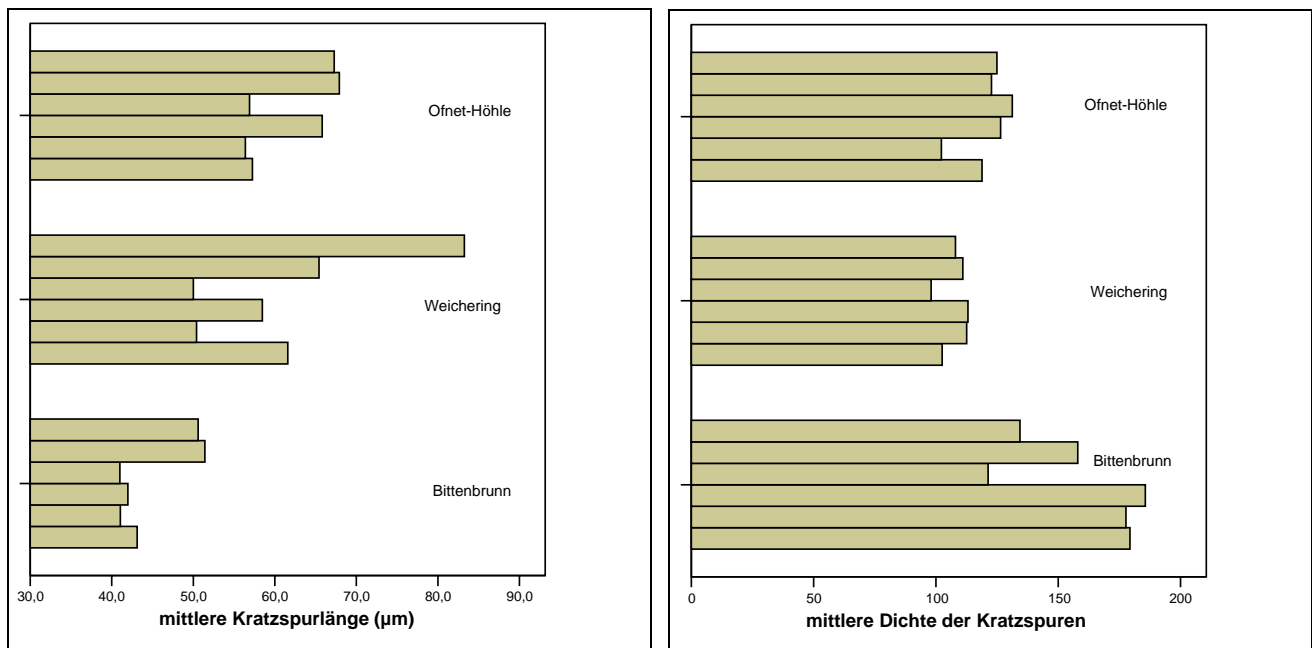 Ofnet-Höhle
Weichering
Bittenbrunn
30,0 40,0 50,0 60,0 70,0 80,0 90,0
mittlere Kratzspurlänge (µm)
Ofnet-Höhle
Weichering
Bittenbrunn
0 50 100 150 200
mittlere Dichte der Kratzspuren